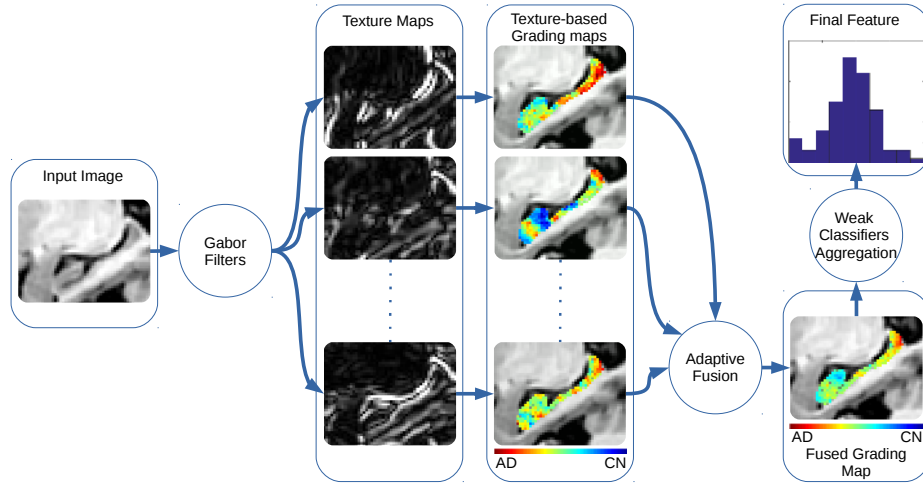 Input Image
Gabor
Filters
Texture Maps
Texture-based
Grading maps
AD
CN
Adaptive
Fusion
Final Feature
Weak
Classifiers
Aggregation
AD
CN
Fused Grading
Map